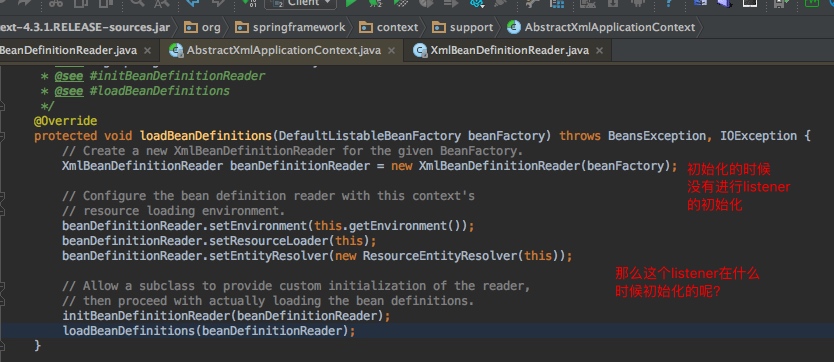 Client
ext-4.3.1.RELEASE-sources.jar org springframework context support AbstractXmlApplicationContext
BeanDefinitionReader.java × AbstractXmlApplicationContext.java × XmlBeanDefinitionReader.java ×
* @see #initBeanDefinitionReader
* @see #loadBeanDefinitions
*/
@Override
protected void loadBeanDefinitions(DefaultListableBeanFactory beanFactory) throws BeansException, IOException {
// Create a new XmlBeanDefinitionReader for the given BeanFactory.
XmlBeanDefinitionReader beanDefinitionReader = new XmlBeanDefinitionReader(beanFactory);
初始化的时候
没有进行listener
的初始化
// Configure the bean definition reader with this context's
// resource loading environment.
beanDefinitionReader.setEnvironment(this.getEnvironment());
beanDefinitionReader.setResourceLoader(this);
beanDefinitionReader.setEntityResolver(new ResourceEntityResolver(this));
那么这个listener在什么
时候初始化的呢?
// Allow a subclass to provide custom initialization of the reader,
// then proceed with actually loading the bean definitions.
initBeanDefinitionReader(beanDefinitionReader);
loadBeanDefinitions(beanDefinitionReader);
}